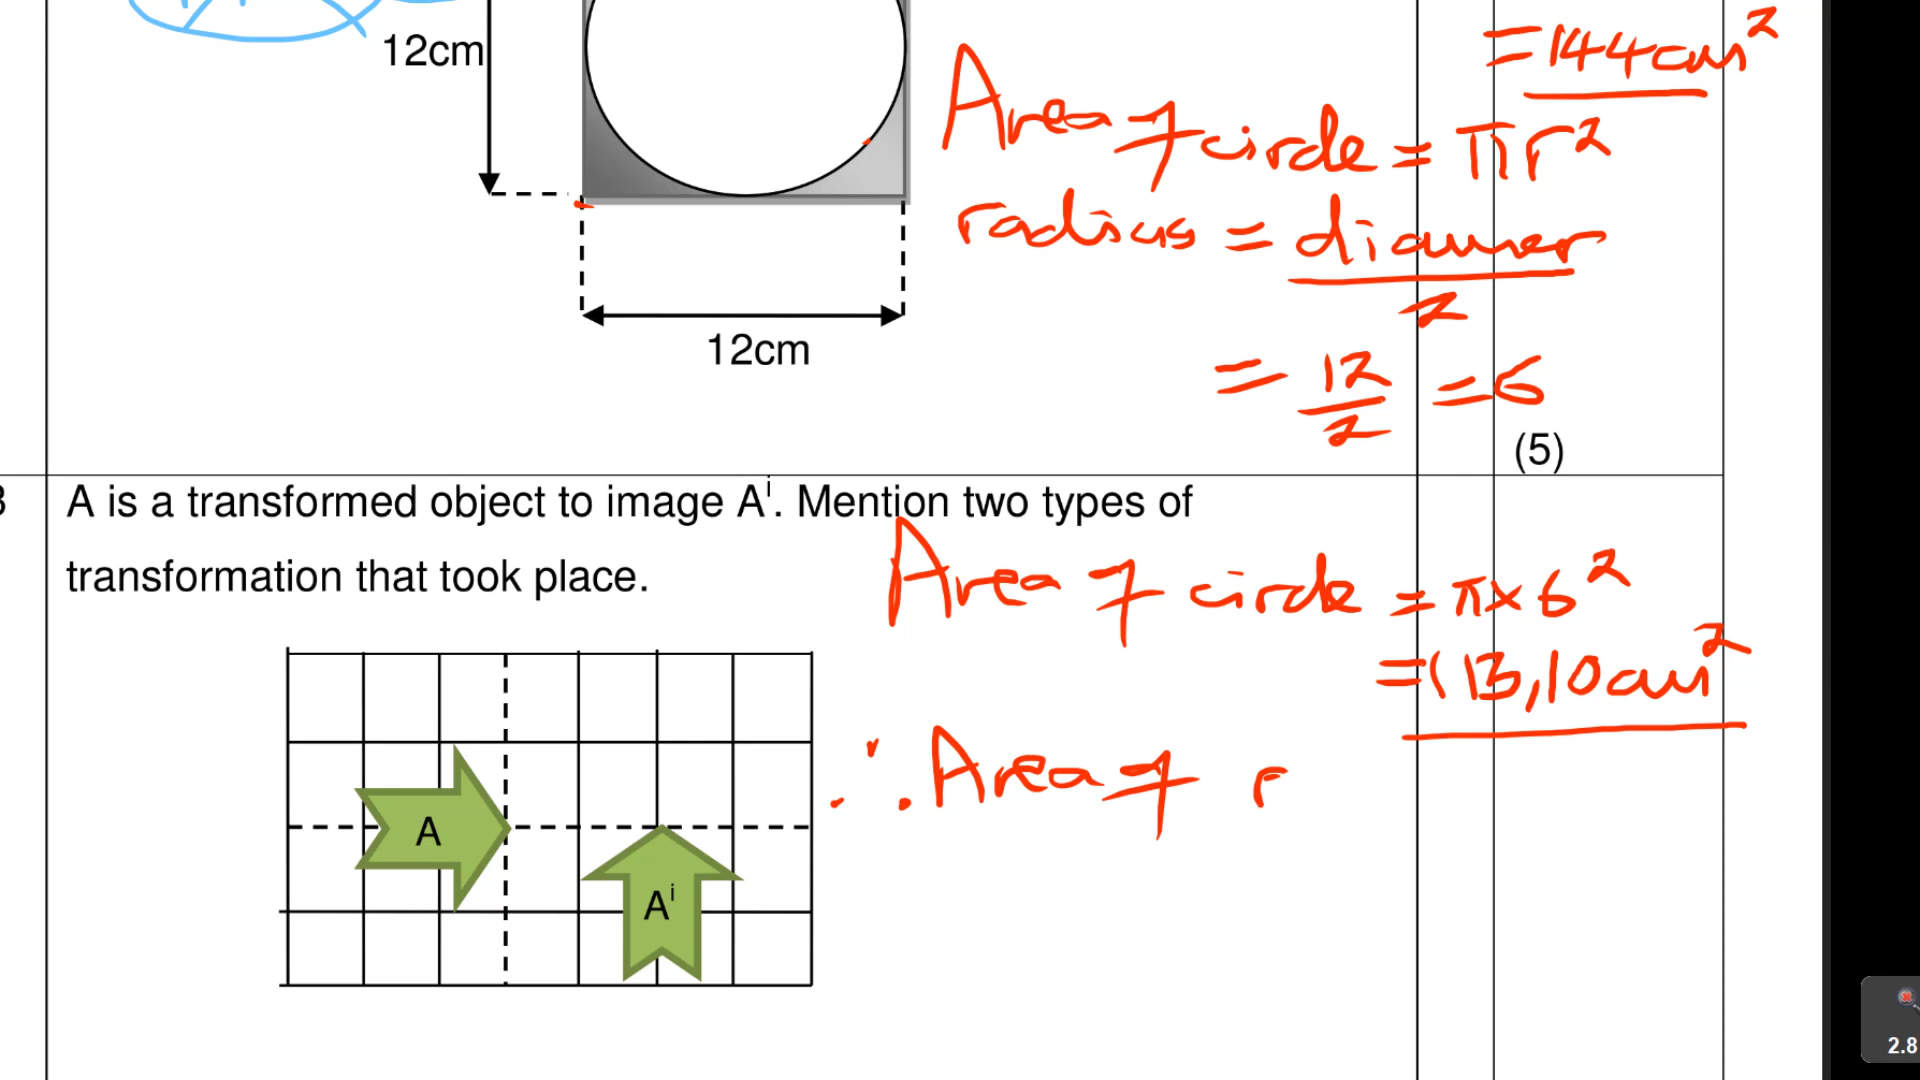 = 144cm²
12cm
Area of circle = πr²
radius = diamer
2
12cm
= 12/2 = 6
(5)
3 A is a transformed object to image Aⁱ. Mention two types of
transformation that took place.
Area of circle = π×6²
= 113,10cm²
∴ Area of r
A
Aⁱ
2.8